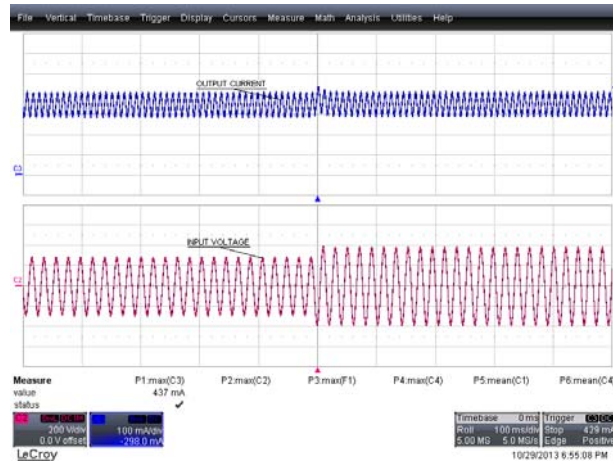 File Vertical Timebase Trigger Display Cursors Measure Math Analysis Utilities Help
OUTPUT CURRENT
INPUT VOLTAGE
Measure P1:max(C3) P2:max(C2) P3:max(F1) P4:max(C4) P5:mean(C1) P6:mean(C4
value 437 mA
status
C2
200 V/div
0.0 V offset
100 mA/div
-298.0 mA
Timebase 0 ms
Roll 100 ms/div
5.00 MS 5.0 MS/s
Trigger C3 DC
Stop 429 mA
Edge Positive
LeCroy
10/29/2013 6:55:08 PM